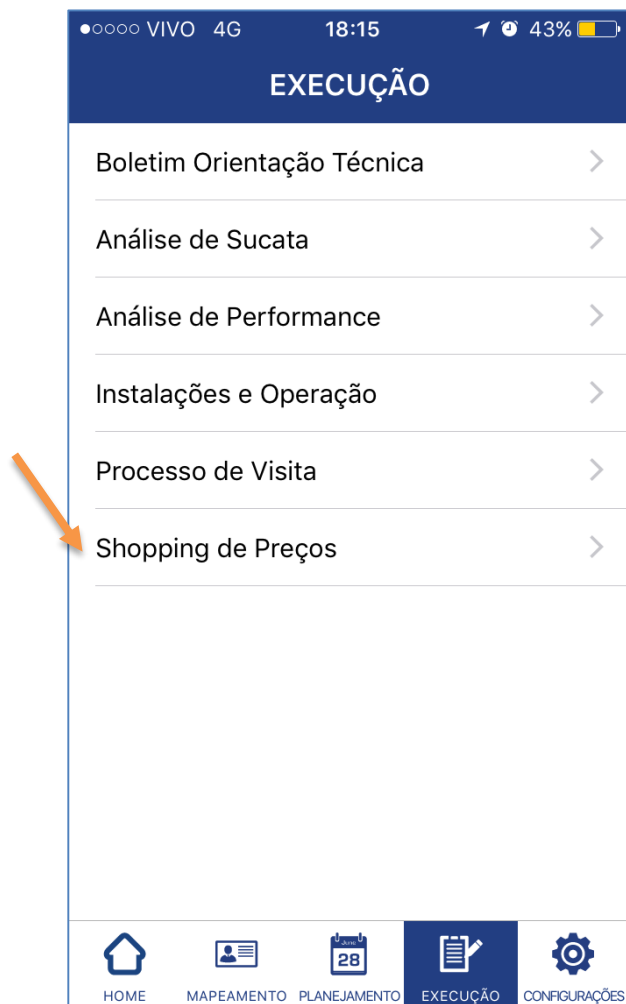 VIVO 4G 18:15 43%
EXECUÇÃO
Boletim Orientação Técnica
Análise de Sucata
Análise de Performance
Instalações e Operação
Processo de Visita
Shopping de Preços
June
28
HOME MAPEAMENTO PLANEJAMENTO EXECUÇÃO CONFIGURAÇÕES